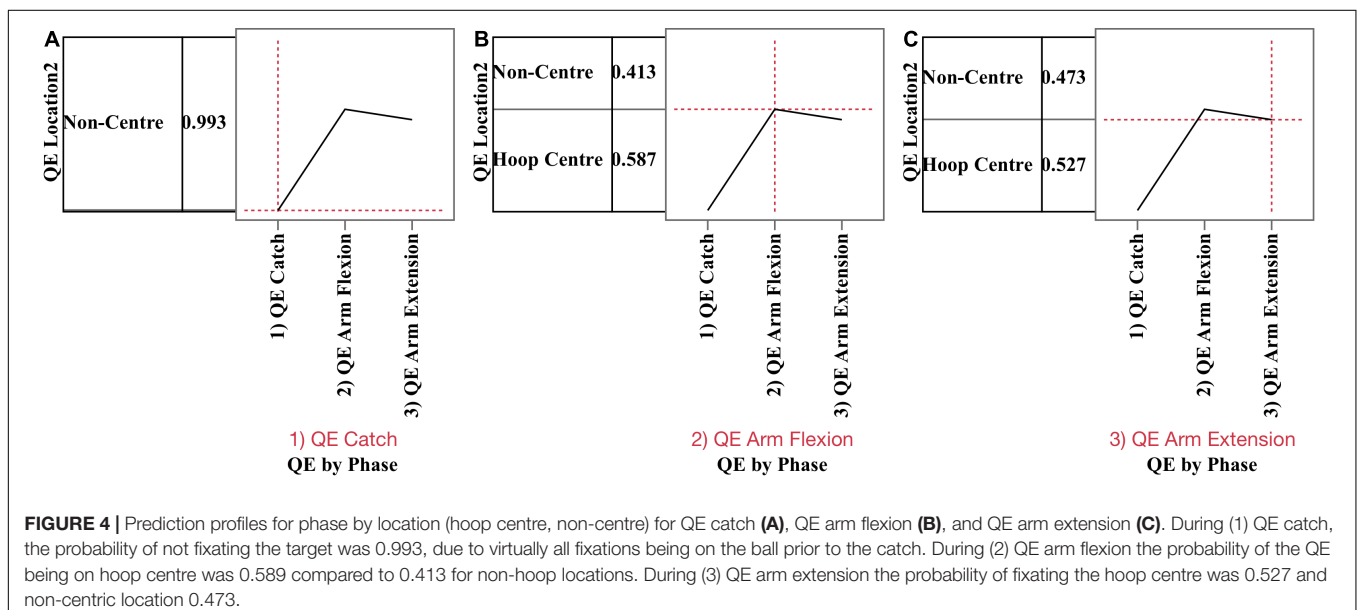 A
QE Location2
Non-Centre 0.993
1) QE Catch
2) QE Arm Flexion
3) QE Arm Extension
1) QE Catch
QE by Phase
B
QE Location2
Non-Centre 0.413
Hoop Centre 0.587
1) QE Catch
2) QE Arm Flexion
3) QE Arm Extension
2) QE Arm Flexion
QE by Phase
C
QE Location2
Non-Centre 0.473
Hoop Centre 0.527
1) QE Catch
2) QE Arm Flexion
3) QE Arm Extension
3) QE Arm Extension
QE by Phase
FIGURE 4 | Prediction profiles for phase by location (hoop centre, non-centre) for QE catch (A), QE arm flexion (B), and QE arm extension (C). During (1) QE catch,
the probability of not fixating the target was 0.993, due to virtually all fixations being on the ball prior to the catch. During (2) QE arm flexion the probability of the QE
being on hoop centre was 0.589 compared to 0.413 for non-hoop locations. During (3) QE arm extension the probability of fixating the hoop centre was 0.527 and
non-centric location 0.473.